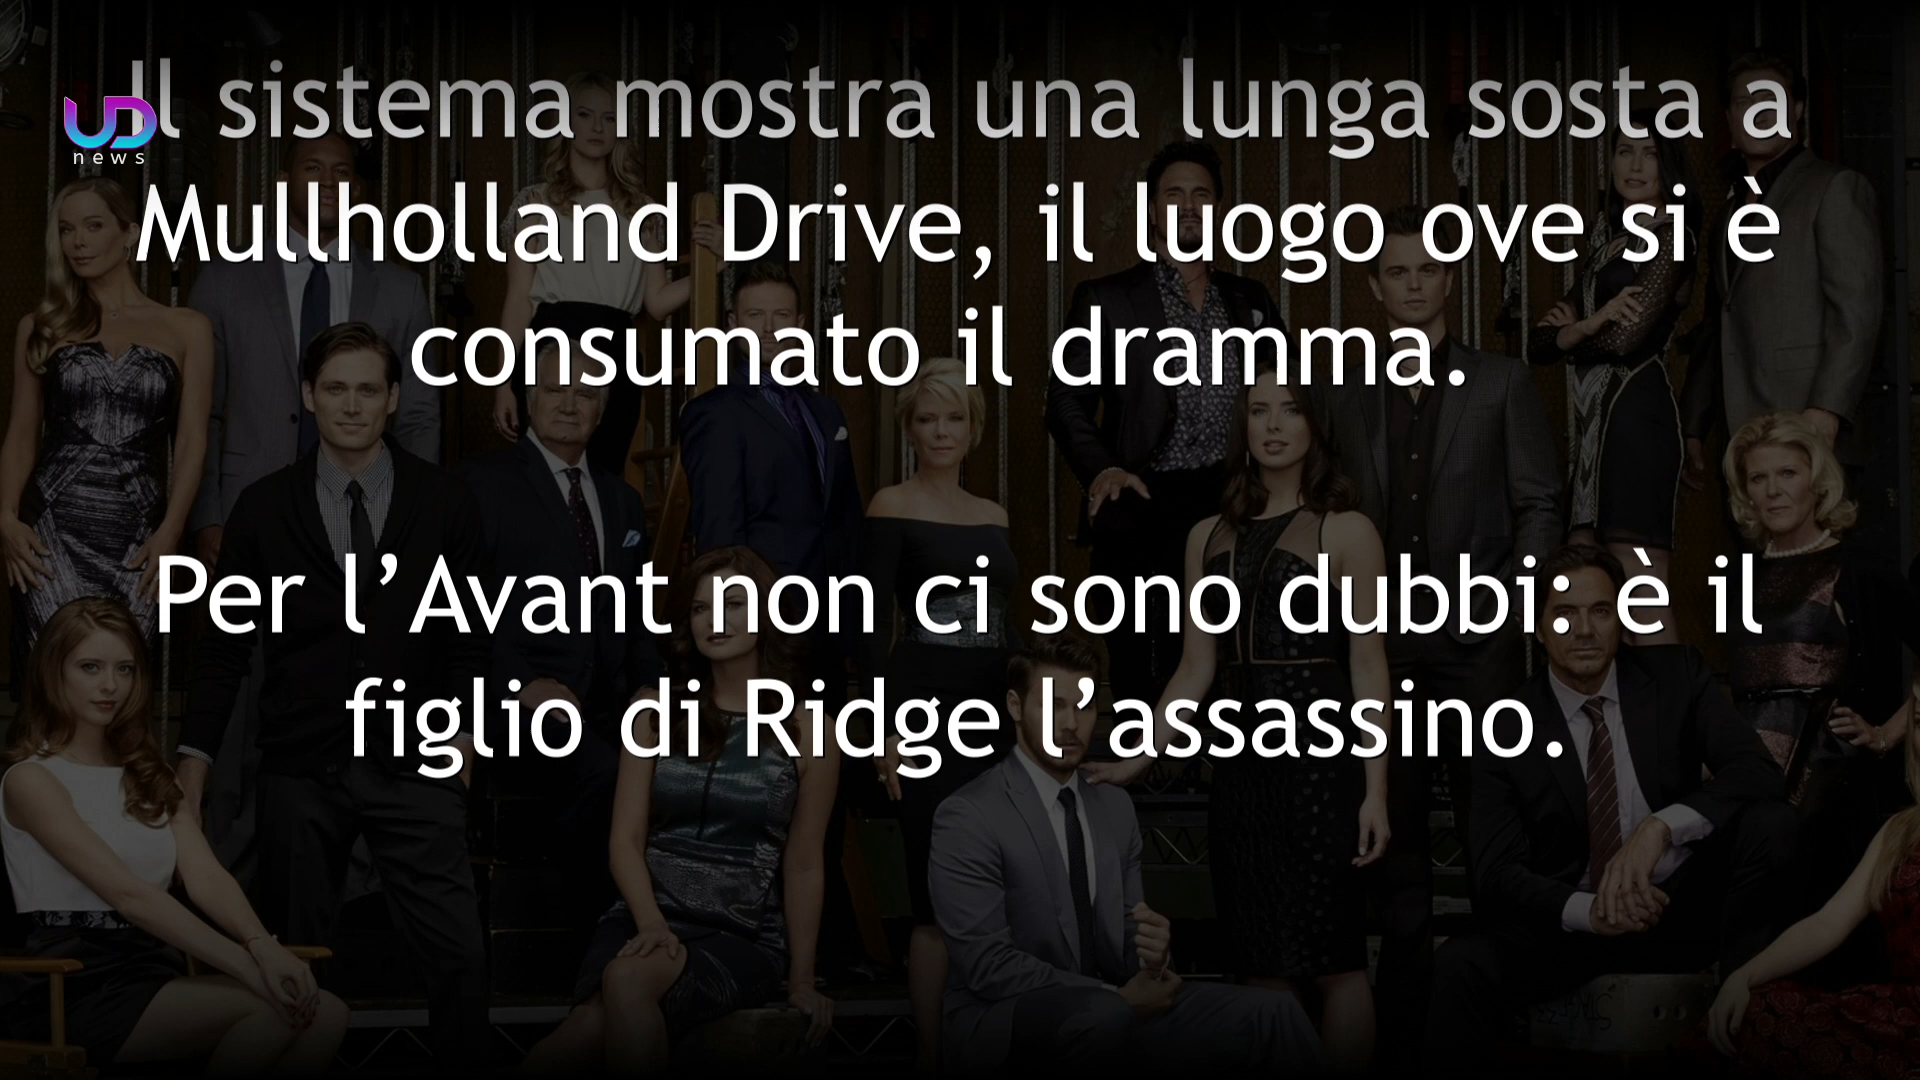 Il sistema mostra una lunga sosta a
Mullholland Drive, il luogo ove si è
consumato il dramma.
Per l’Avant non ci sono dubbi: è il
figlio di Ridge l’assassino.
UD
news